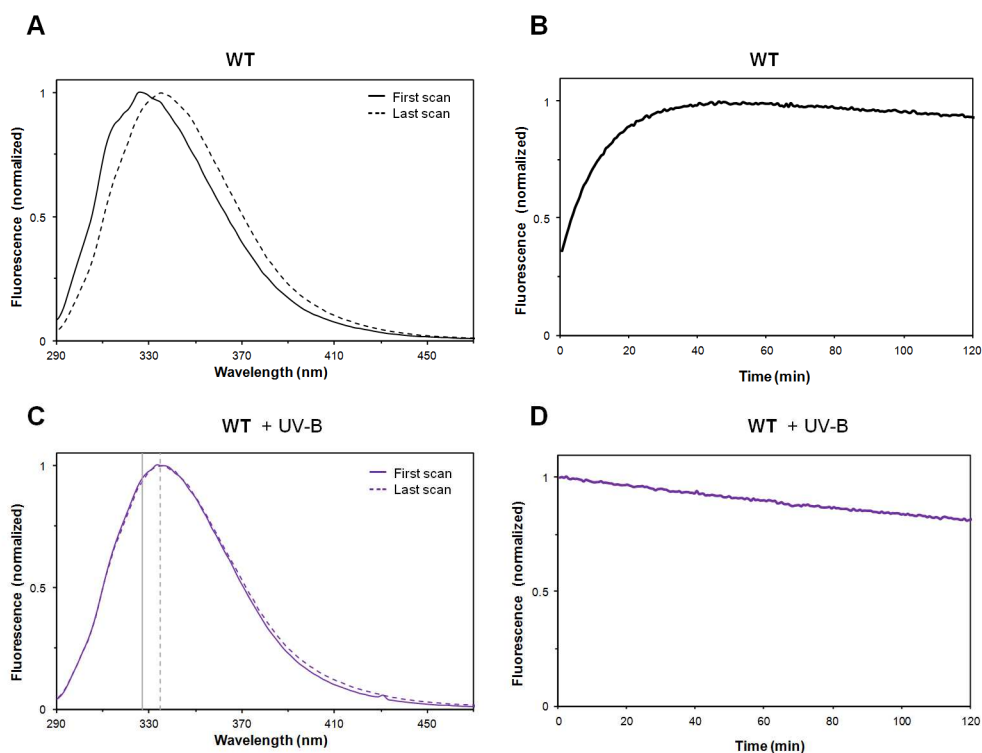 A
WT
Fluorescence (normalized)
1
0.5
0
First scan
Last scan
290 330 370 410 450
Wavelength (nm)
B
WT
Fluorescence (normalized)
1
0.5
0
0 20 40 60 80 100 120
Time (min)
C
WT + UV-B
Fluorescence (normalized)
1
0.5
0
First scan
Last scan
290 330 370 410 450
Wavelength (nm)
D
WT + UV-B
Fluorescence (normalized)
1
0.5
0
0 20 40 60 80 100 120
Time (min)